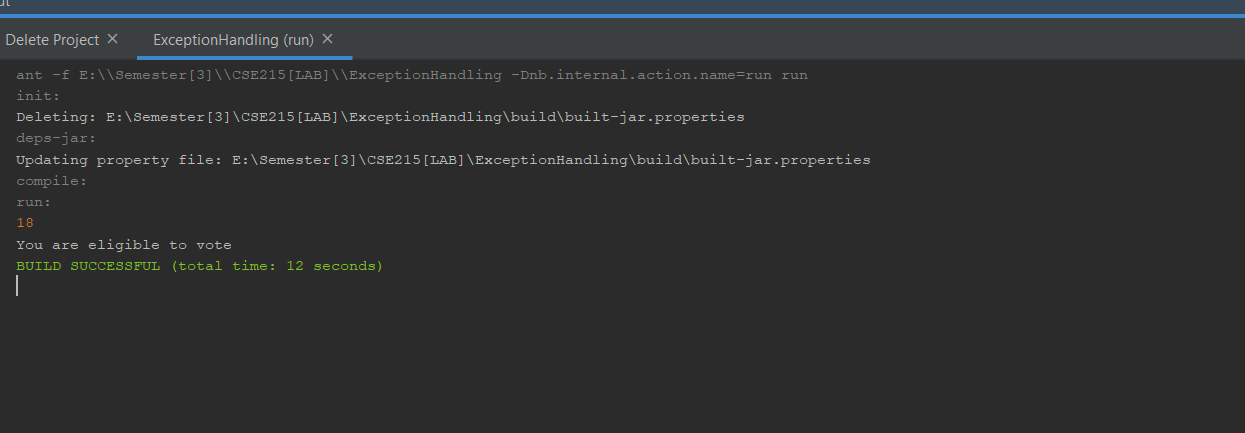 Delete Project ×
ExceptionHandling (run) ×
ant -f E:\\Semester[3]\\CSE215[LAB]\\ExceptionHandling -Dnb.internal.action.name=run run
init:
Deleting: E:\Semester[3]\CSE215[LAB]\ExceptionHandling\build\built-jar.properties
deps-jar:
Updating property file: E:\Semester[3]\CSE215[LAB]\ExceptionHandling\build\built-jar.properties
compile:
run:
18
You are eligible to vote
BUILD SUCCESSFUL (total time: 12 seconds)